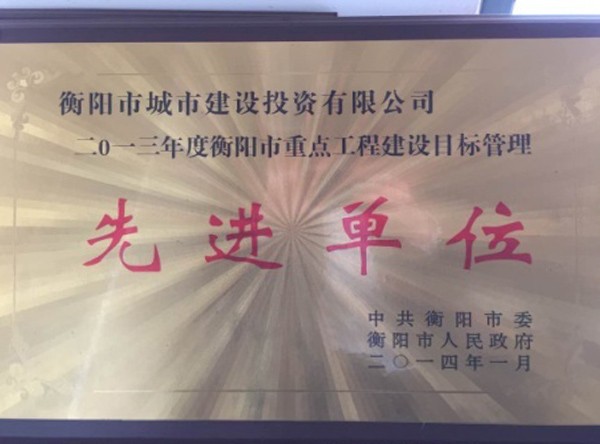 衡阳市城市建设投资有限公司
二0一三年度衡阳市重点工程建设目标管理
先进单位
中共衡阳市委
衡阳市人民政府
二〇一四年一月